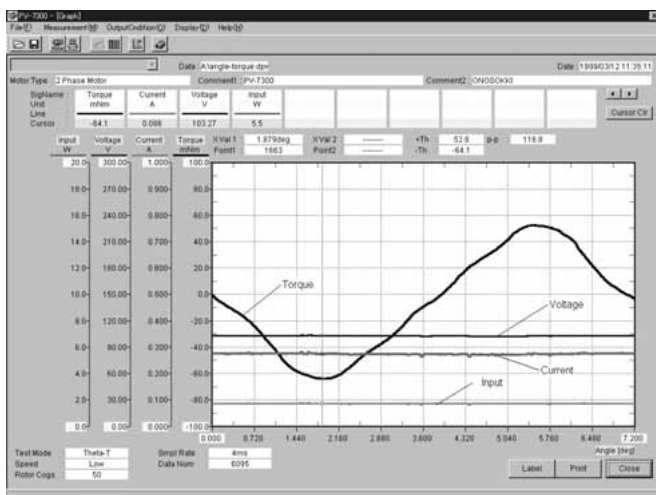 PV-7300 - [Graph]
File(F) Measurement(M) OutputCondition(O) Display(D) Help(H)
Data A:\angle-torque.dpv Date 1999/03/12 11:35:11
Motor Type 2 Phase Motor Comment1 PV-7300 Comment2 ONOSOKKI
SigName Torque Current Voltage Input
Unit mNm A V W
Line
Cursor -64.1 0.086 103.27 5.5
Cursor Clr
Input Voltage Current Torque X Val 1 1.879deg X Val 2 +Th 52.8 p-p 116.9
W V A mNm Point1 1663 Point2 -Th -64.1
20.0 300.00 1.000 100.0
18.0 270.00 0.900 80.0
16.0 240.00 0.800 60.0
14.0 210.00 0.700 40.0
12.0 180.00 0.600 20.0
Torque
10.0 150.00 0.500 0.0
Voltage
8.0 120.00 0.400 -20.0
6.0 90.00 0.300 -40.0
Current
4.0 60.00 0.200 -60.0
Input
2.0 30.00 0.100 -80.0
0.0 0.00 0.000 -100.0
0.000 0.720 1.440 2.160 2.880 3.600 4.320 5.040 5.760 6.480 7.200
Angle [deg]
Test Mode Theta-T Smpl Rate 4ms
Speed Low Data Num 6095
Rotor Cogs 50
Label Print Close